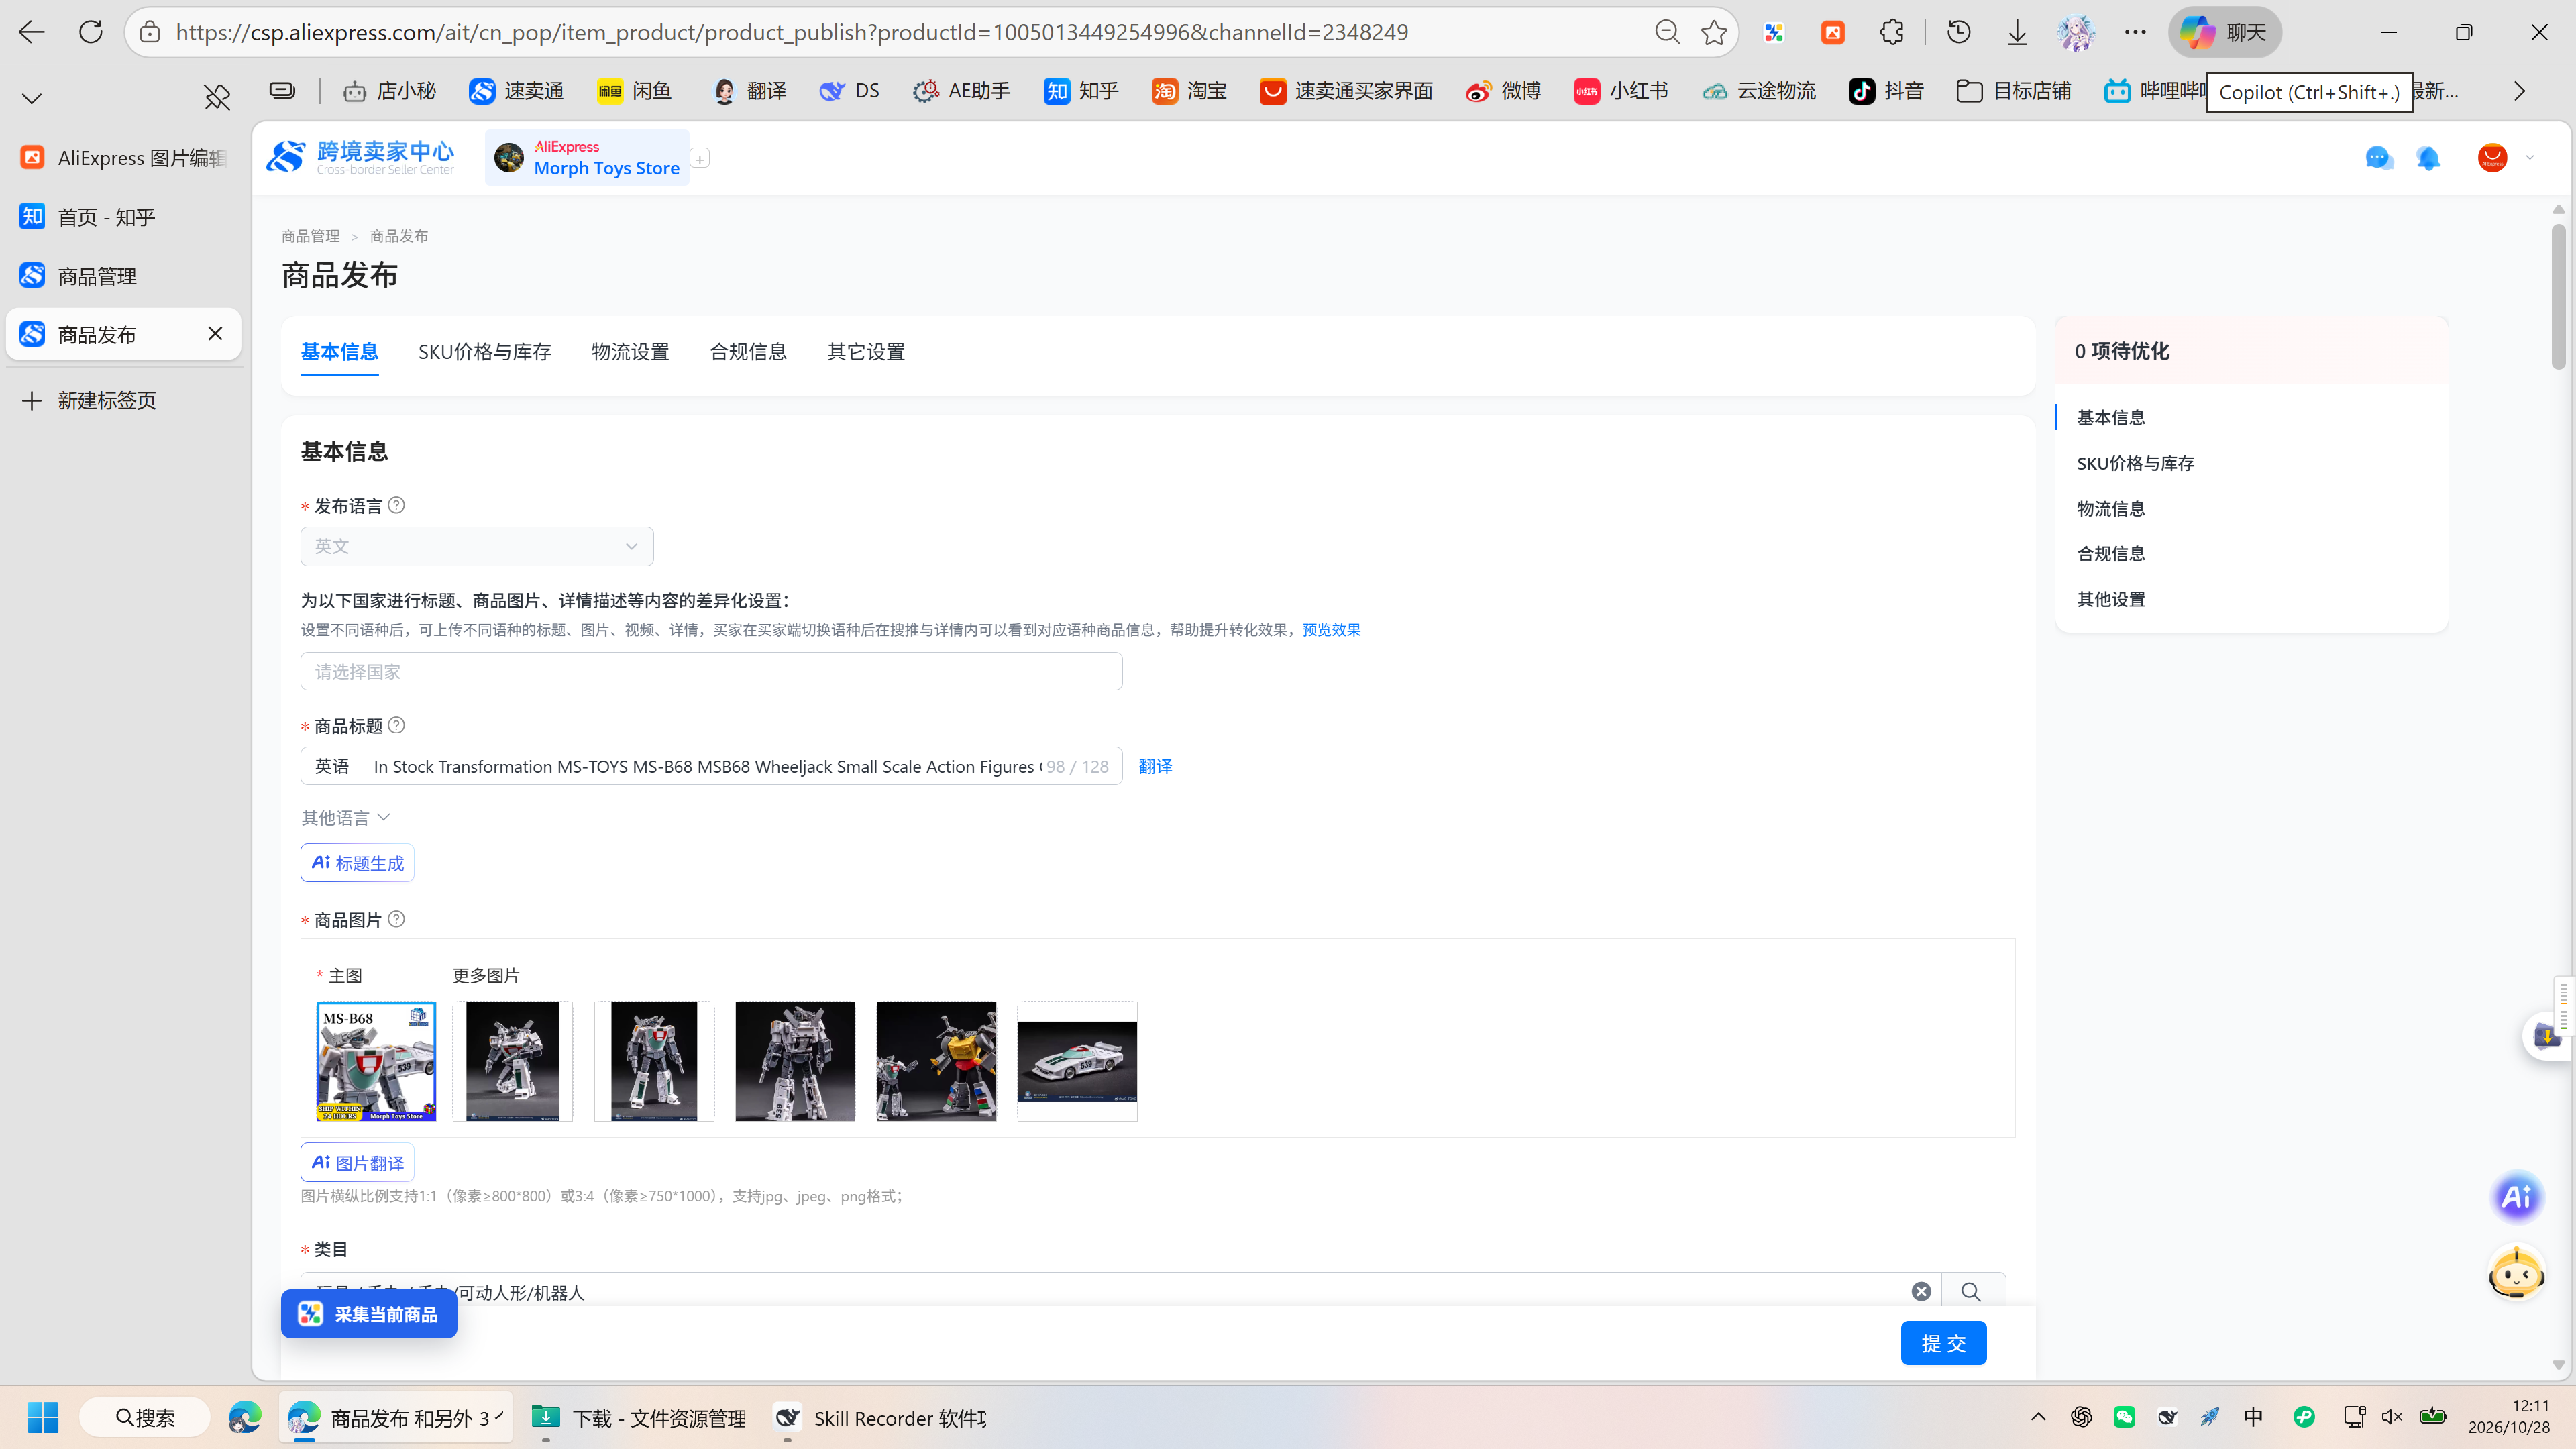 https://csp.aliexpress.com/ait/cn_pop/item_product/product_publish?productId=1005013449254996&channelId=2348249
聊天
店小秘
速卖通
闲鱼
翻译
DS
AE助手
知乎
淘宝
速卖通买家界面
微博
小红书
云途物流
抖音
目标店铺
哔哩哔
Copilot (Ctrl+Shift+.)
最新...
AliExpress 图片编辑
首页 - 知乎
商品管理
商品发布
新建标签页
跨境卖家中心
Cross-border Seller Center
AliExpress
Morph Toys Store
商品管理 > 商品发布
商品发布
基本信息
SKU价格与库存
物流设置
合规信息
其它设置
0 项待优化
基本信息
SKU价格与库存
物流信息
合规信息
其他设置
基本信息
* 发布语言
英文
为以下国家进行标题、商品图片、详情描述等内容的差异化设置：
设置不同语种后，可上传不同语种的标题、图片、视频、详情，买家在买家端切换语种后在搜推与详情内可以看到对应语种商品信息，帮助提升转化效果，预览效果
请选择国家
* 商品标题
英语 In Stock Transformation MS-TOYS MS-B68 MSB68 Wheeljack Small Scale Action Figures 98 / 128 翻译
其他语言
Ai 标题生成
* 商品图片
* 主图
更多图片
MS-B68
539
SHIP WITHIN
24 HOURS
Morph Toys Store
539
Ai 图片翻译
图片横纵比例支持1:1（像素≥800*800）或3:4（像素≥750*1000），支持jpg、jpeg、png格式；
* 类目
/可动人形/机器人
采集当前商品
提 交
Ai
搜索
商品发布 和另外 3
下载 - 文件资源管理
Skill Recorder 软件
中
12:11
2026/10/28